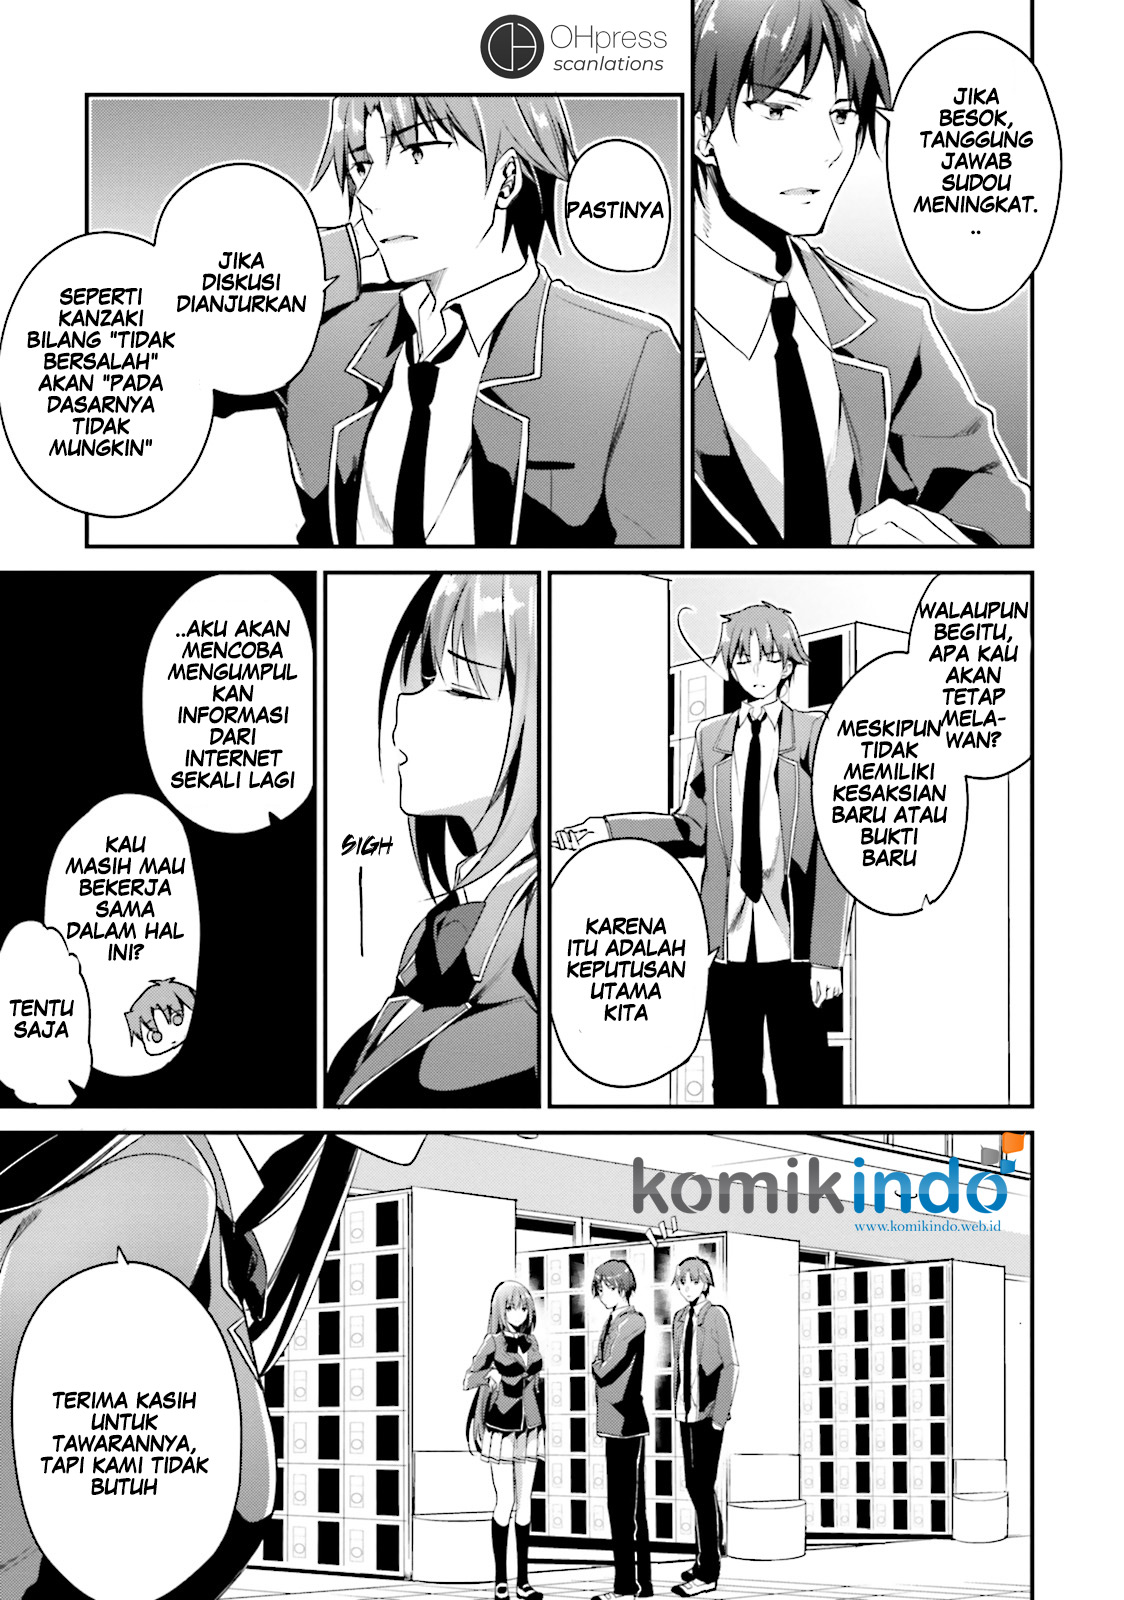 OHpress
scanlations
JIKA
BESOK,
TANGGUNG
JAWAB
SUDOU
MENINGKAT.
..
PASTINYA
JIKA
DISKUSI
DIANJURKAN
SEPERTI
KANZAKI
BILANG "TIDAK
BERSALAH"
AKAN "PADA
DASARNYA
TIDAK
MUNGKIN"
WALAUPUN
BEGITU,
APA KAU
AKAN
TETAP
MELA-
WAN?
MESKIPUN
TIDAK
MEMILIKI
KESAKSIAN
BARU ATAU
BUKTI
BARU
KARENA
ITU ADALAH
KEPUTUSAN
UTAMA
KITA
SIGH
..AKU AKAN
MENCOBA
MENGUMPUL
KAN
INFORMASI
DARI
INTERNET
SEKALI LAGI
KAU
MASIH MAU
BEKERJA
SAMA
DALAM HAL
INI?
TENTU
SAJA
komikindo
www.komikindo.web.id
TERIMA KASIH
UNTUK
TAWARANNYA,
TAPI KAMI TIDAK
BUTUH